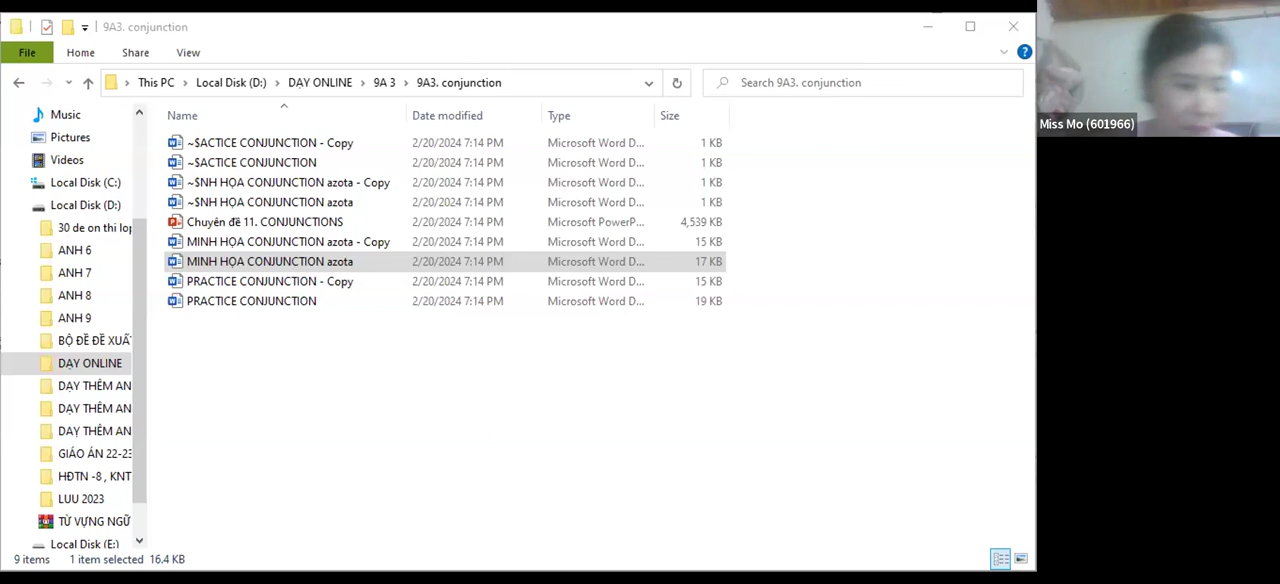 9A3. conjunction
File Home Share View
This PC Local Disk (D:) DẠY ONLINE 9A 3 9A3. conjunction Search 9A3. conjunction
Name Date modified Type Size
~$ACTICE CONJUNCTION - Copy 2/20/2024 7:14 PM Microsoft Word D... 1 KB
~$ACTICE CONJUNCTION 2/20/2024 7:14 PM Microsoft Word D... 1 KB
~$NH HỌA CONJUNCTION azota - Copy 2/20/2024 7:14 PM Microsoft Word D... 1 KB
~$NH HỌA CONJUNCTION azota 2/20/2024 7:14 PM Microsoft Word D... 1 KB
Chuyên đề 11. CONJUNCTIONS 2/20/2024 7:14 PM Microsoft PowerP... 4,539 KB
MINH HỌA CONJUNCTION azota - Copy 2/20/2024 7:14 PM Microsoft Word D... 15 KB
MINH HỌA CONJUNCTION azota 2/20/2024 7:14 PM Microsoft Word D... 17 KB
PRACTICE CONJUNCTION - Copy 2/20/2024 7:14 PM Microsoft Word D... 15 KB
PRACTICE CONJUNCTION 2/20/2024 7:14 PM Microsoft Word D... 19 KB
Music
Pictures
Videos
Local Disk (C:)
Local Disk (D:)
30 de on thi lop
ANH 6
ANH 7
ANH 8
ANH 9
BỘ ĐỀ ĐỀ XUẤT
DẠY ONLINE
DẠY THÊM AN
DẠY THÊM AN
DẠY THÊM AN
GIÁO ÁN 22-23
HĐTN -8 , KNT
LUU 2023
TỪ VỰNG NGỮ
Local Disk (E:)
9 items 1 item selected 16.4 KB
Miss Mo (601966)